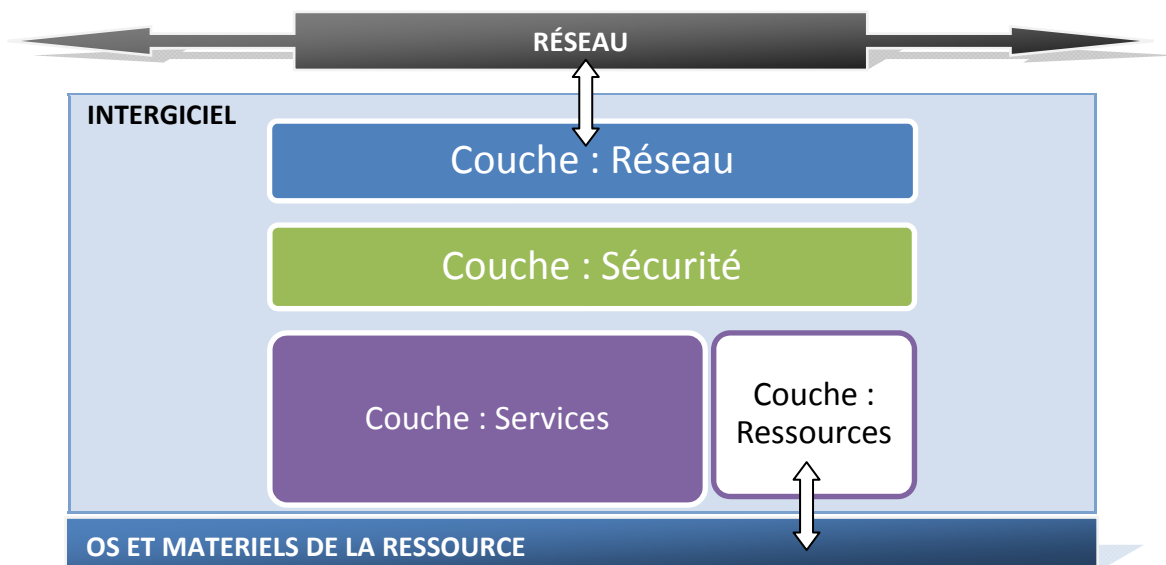 RÉSEAU
INTERGICIEL
Couche : Réseau
Couche : Sécurité
Couche : Services
Couche :
Ressources
OS ET MATERIELS DE LA RESSOURCE